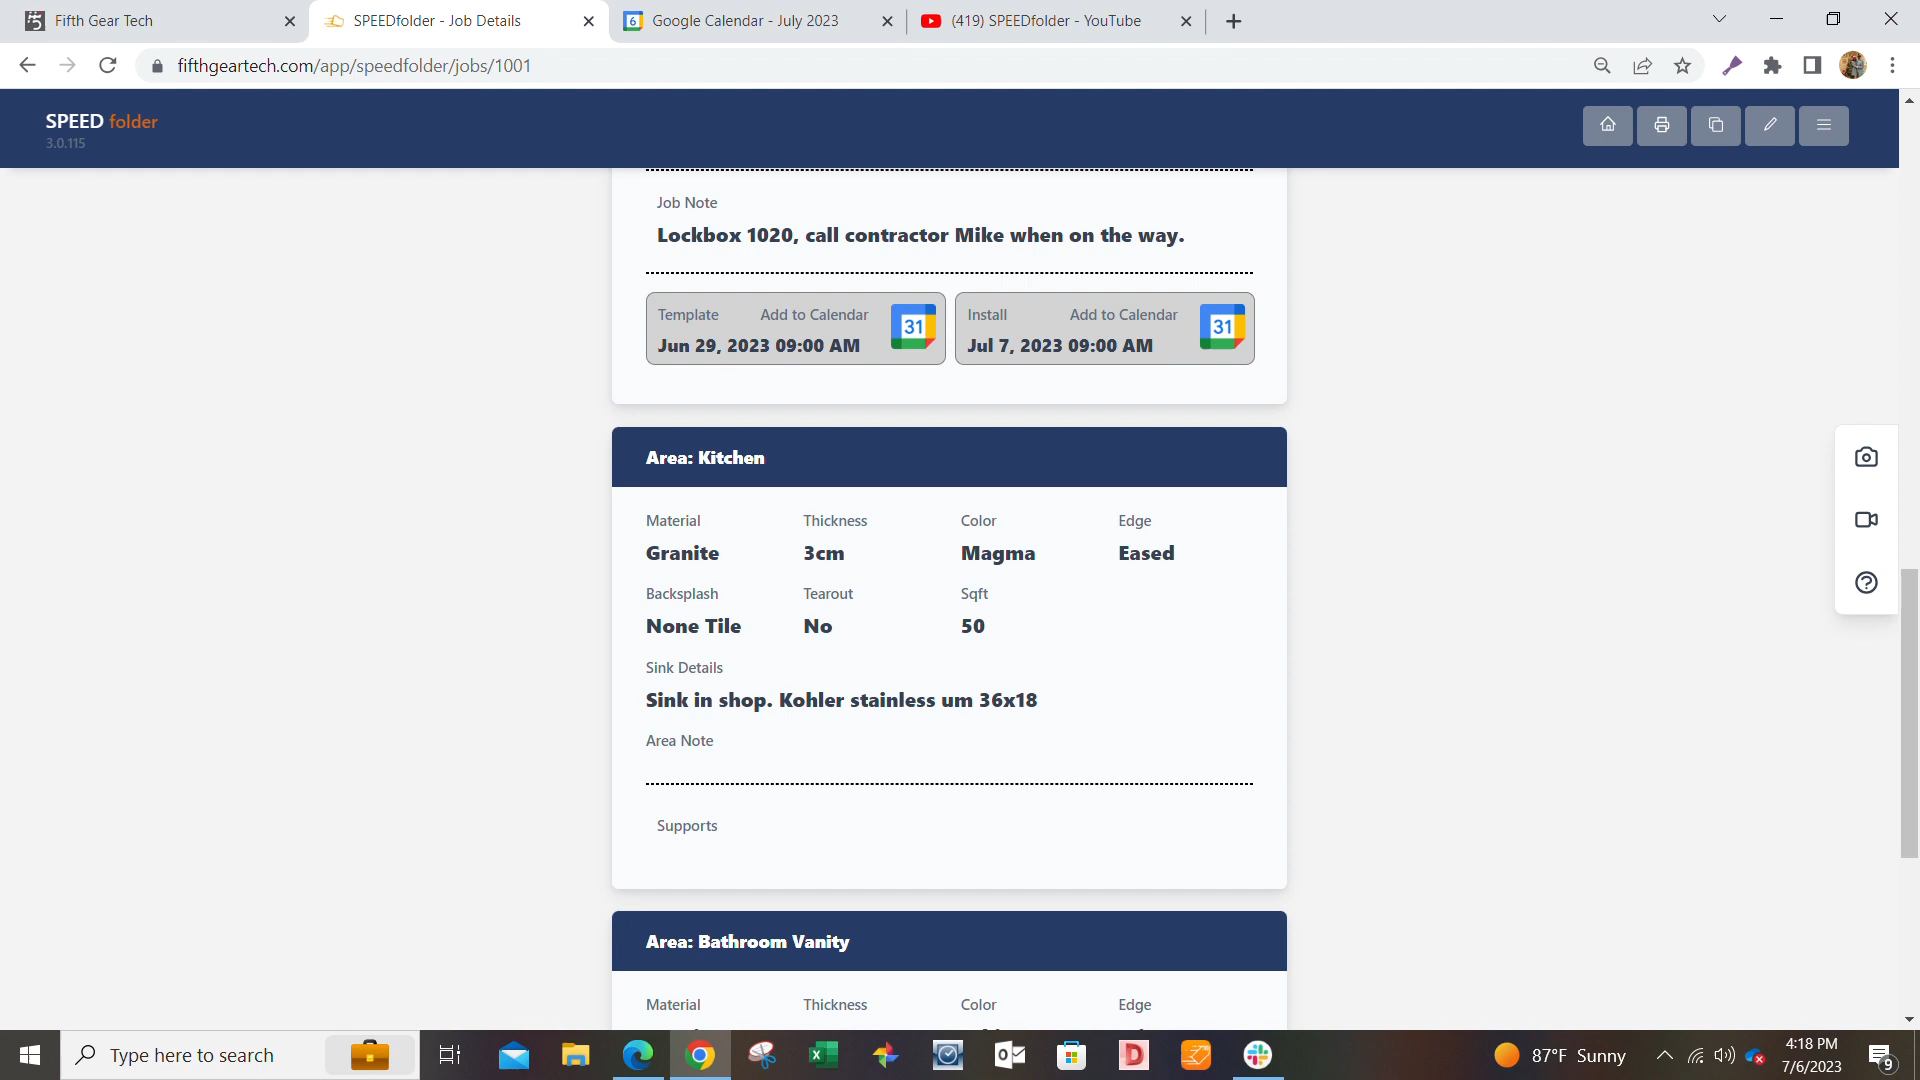 Fifth Gear Tech
SPEEDfolder - Job Details
Google Calendar - July 2023
(419) SPEEDfolder - YouTube
fifthgeartech.com/app/speedfolder/jobs/1001
SPEED folder
3.0.115
Job Note
Lockbox 1020, call contractor Mike when on the way.
Template Add to Calendar 31
Jun 29, 2023 09:00 AM
Install Add to Calendar 31
Jul 7, 2023 09:00 AM
Area: Kitchen
Material Thickness Color Edge
Granite 3cm Magma Eased
Backsplash Tearout Sqft
None Tile No 50
Sink Details
Sink in shop. Kohler stainless um 36x18
Area Note
Supports
Area: Bathroom Vanity
Material Thickness Color Edge
Type here to search
87°F Sunny
4:18 PM
7/6/2023
9